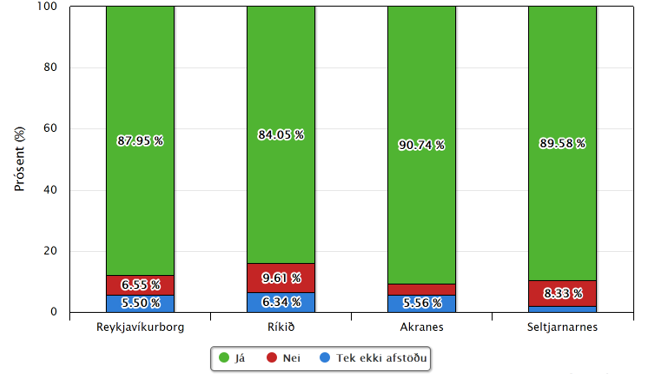 100
80
60
40
20
0
Prósent (%)
87.95 %
84.05 %
90.74 %
89.58 %
6.55 %
9.61 %
8.33 %
5.50 %
6.34 %
5.56 %
Reykjavíkurborg
Ríkið
Akranes
Seltjarnarnes
Já Nei Tek ekki afstöðu